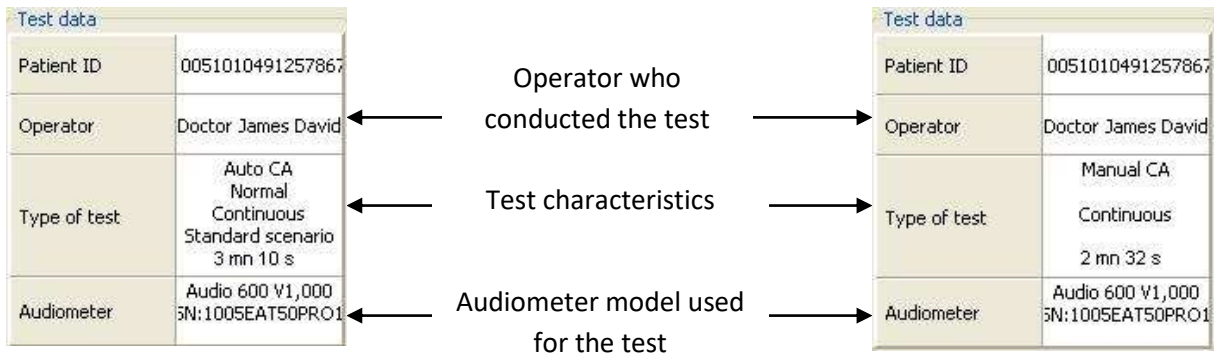 Test data
Patient ID 0051010491257867
Operator Doctor James David
Type of test
Auto CA
Normal
Continuous
Standard scenario
3 mn 10 s
Audiometer
Audio 600 V1,000
SN:1005EAT50PRO1
Operator who
conducted the test
Test characteristics
Audiometer model used
for the test
Test data
Patient ID 0051010491257867
Operator Doctor James David
Type of test
Manual CA
Continuous
2 mn 32 s
Audiometer
Audio 600 V1,000
SN:1005EAT50PRO1